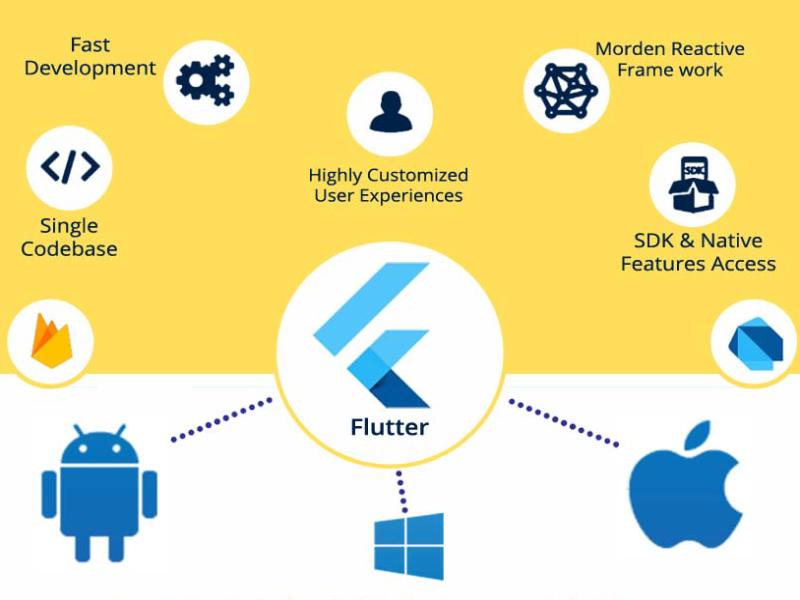 Fast
Development
Morden Reactive
Frame work
Highly Customized
User Experiences
Single
Codebase
SDK
SDK & Native
Features Access
Flutter